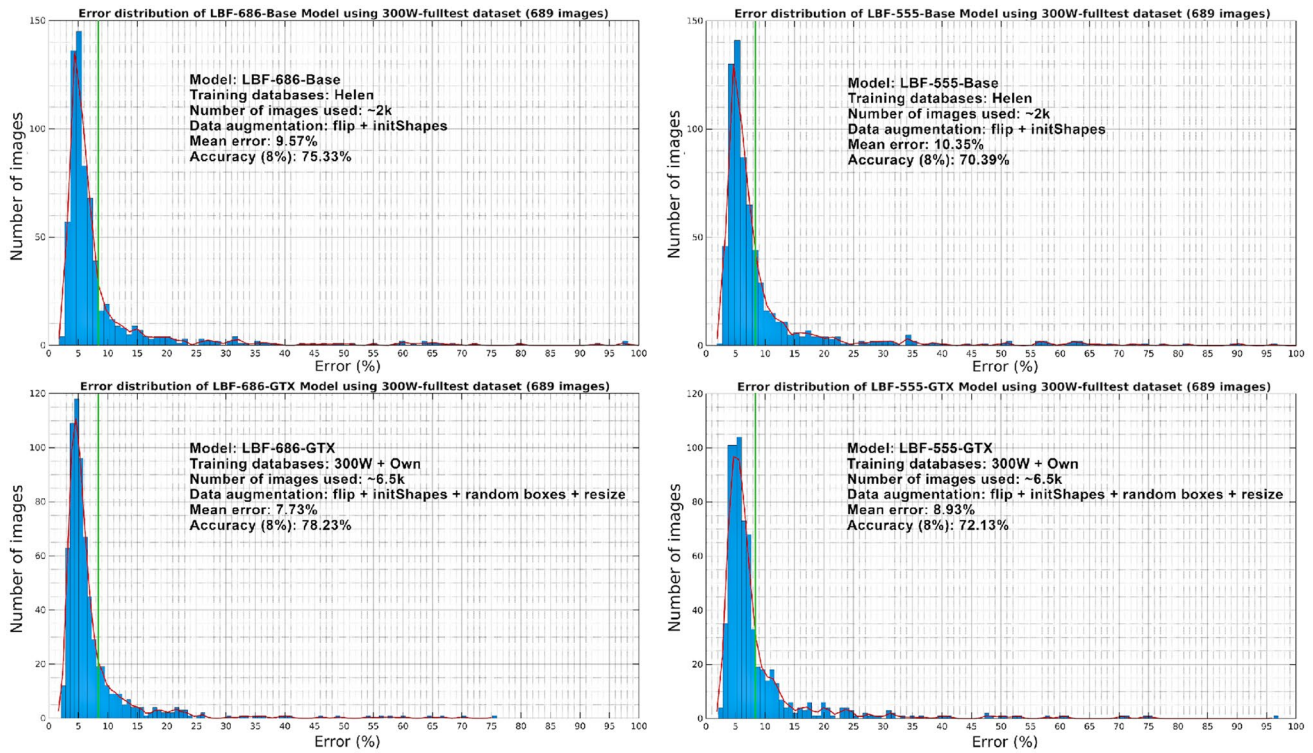 Error distribution of LBF-686-Base Model using 300W-fulltest dataset (689 images)
150
100
50
0
Number of images
Model: LBF-686-Base
Training databases: Helen
Number of images used: ~2k
Data augmentation: flip + initShapes
Mean error: 9.57%
Accuracy (8%): 75.33%
0 5 10 15 20 25 30 35 40 45 50 55 60 65 70 75 80 85 90 95 100
Error (%)
Error distribution of LBF-555-Base Model using 300W-fulltest dataset (689 images)
150
100
50
0
Number of images
Model: LBF-555-Base
Training databases: Helen
Number of images used: ~2k
Data augmentation: flip + initShapes
Mean error: 10.35%
Accuracy (8%): 70.39%
0 5 10 15 20 25 30 35 40 45 50 55 60 65 70 75 80 85 90 95 100
Error (%)
Error distribution of LBF-686-GTX Model using 300W-fulltest dataset (689 images)
120
100
80
60
40
20
0
Number of images
Model: LBF-686-GTX
Training databases: 300W + Own
Number of images used: ~6.5k
Data augmentation: flip + initShapes + random boxes + resize
Mean error: 7.73%
Accuracy (8%): 78.23%
0 5 10 15 20 25 30 35 40 45 50 55 60 65 70 75 80 85 90 95 100
Error (%)
Error distribution of LBF-555-GTX Model using 300W-fulltest dataset (689 images)
120
100
80
60
40
20
0
Number of images
Model: LBF-555-GTX
Training databases: 300W + Own
Number of images used: ~6.5k
Data augmentation: flip + initShapes + random boxes + resize
Mean error: 8.93%
Accuracy (8%): 72.13%
0 5 10 15 20 25 30 35 40 45 50 55 60 65 70 75 80 85 90 95 100
Error (%)